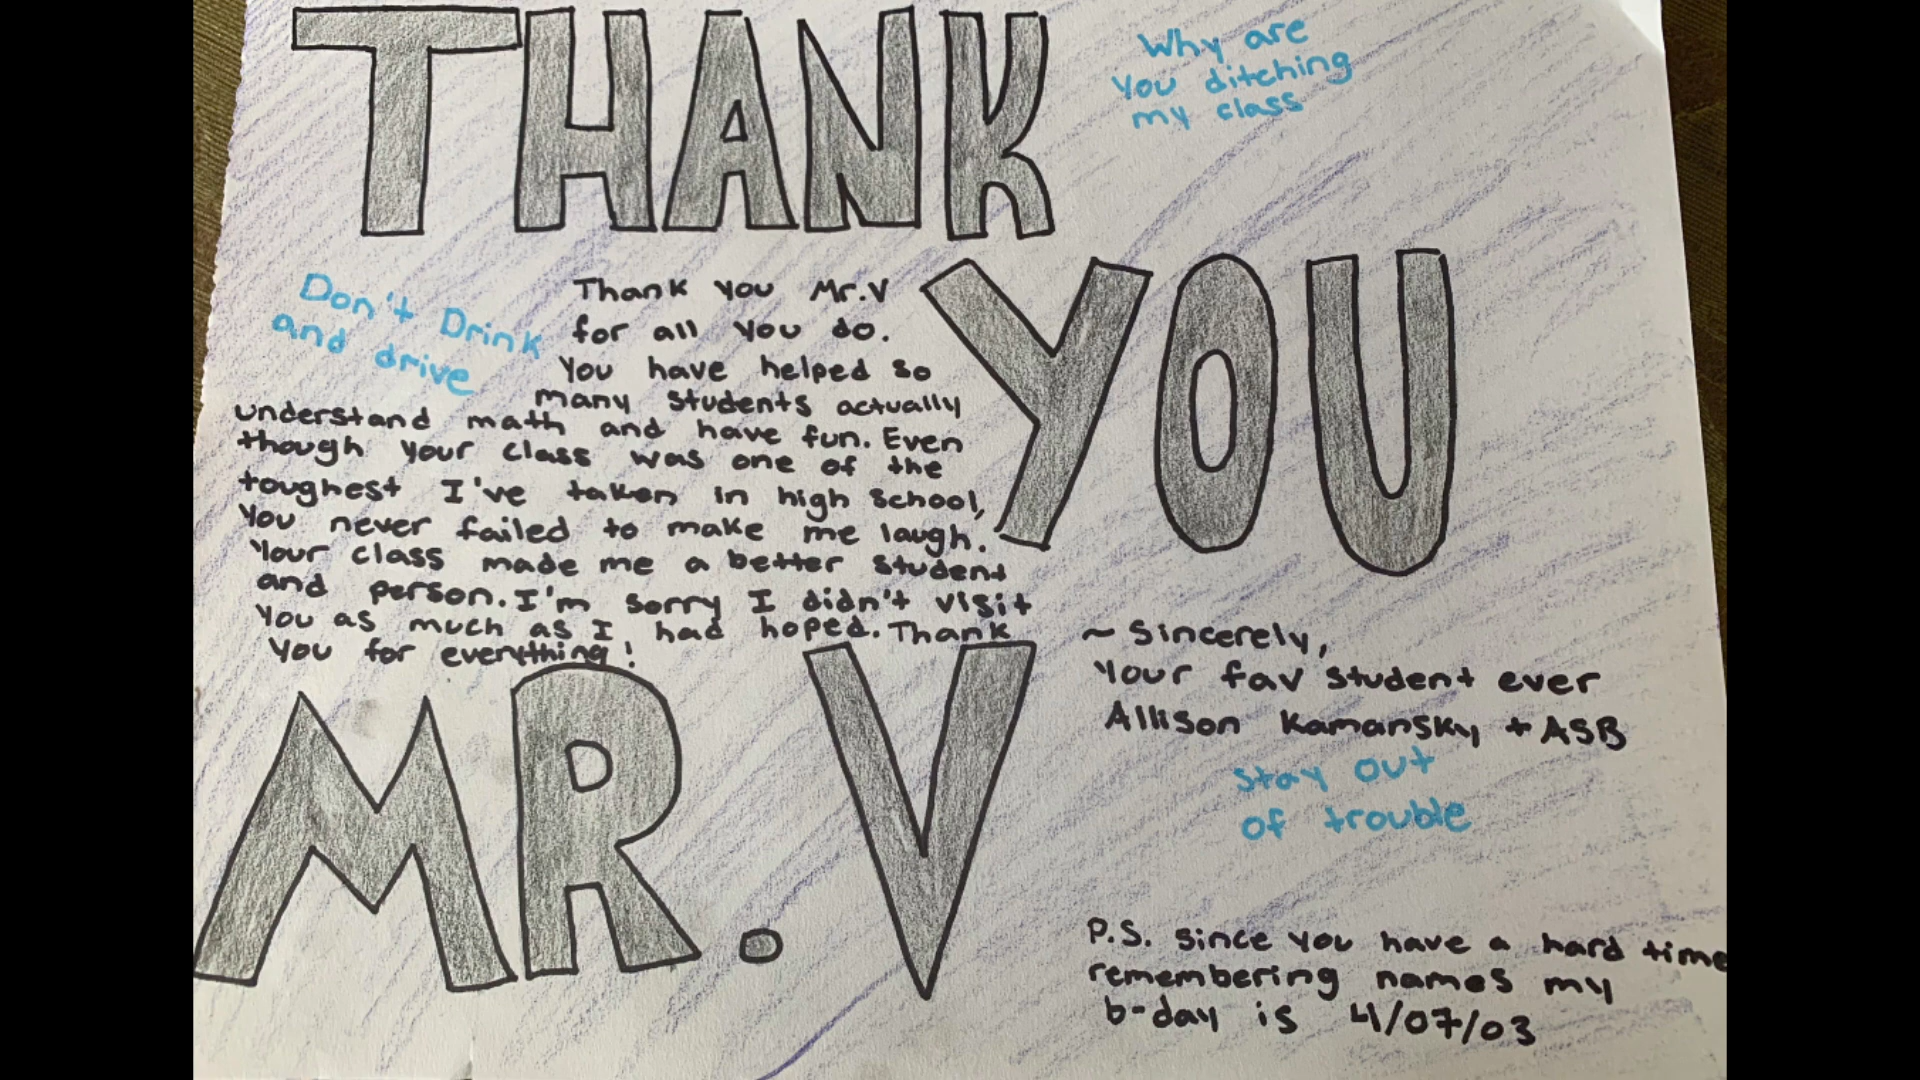 THANK
Why are
You ditching
my class
YOU
Don't Drink
and drive
Thank you Mr.V
for all you do.
You have helped so
many students actually
understand math and have fun. Even
though your class was one of the
toughest I've taken in high school,
You never failed to make me laugh.
Your class made me a better student
and person. I'm sorry I didn't visit
You as much as I had hoped. Thank
You for everything!
MR. V
~ Sincerely,
Your fav student ever
Allison Kamansky + ASB
Stay out
of trouble
P.S. since you have a hard time
remembering names my
b-day is 4/07/03